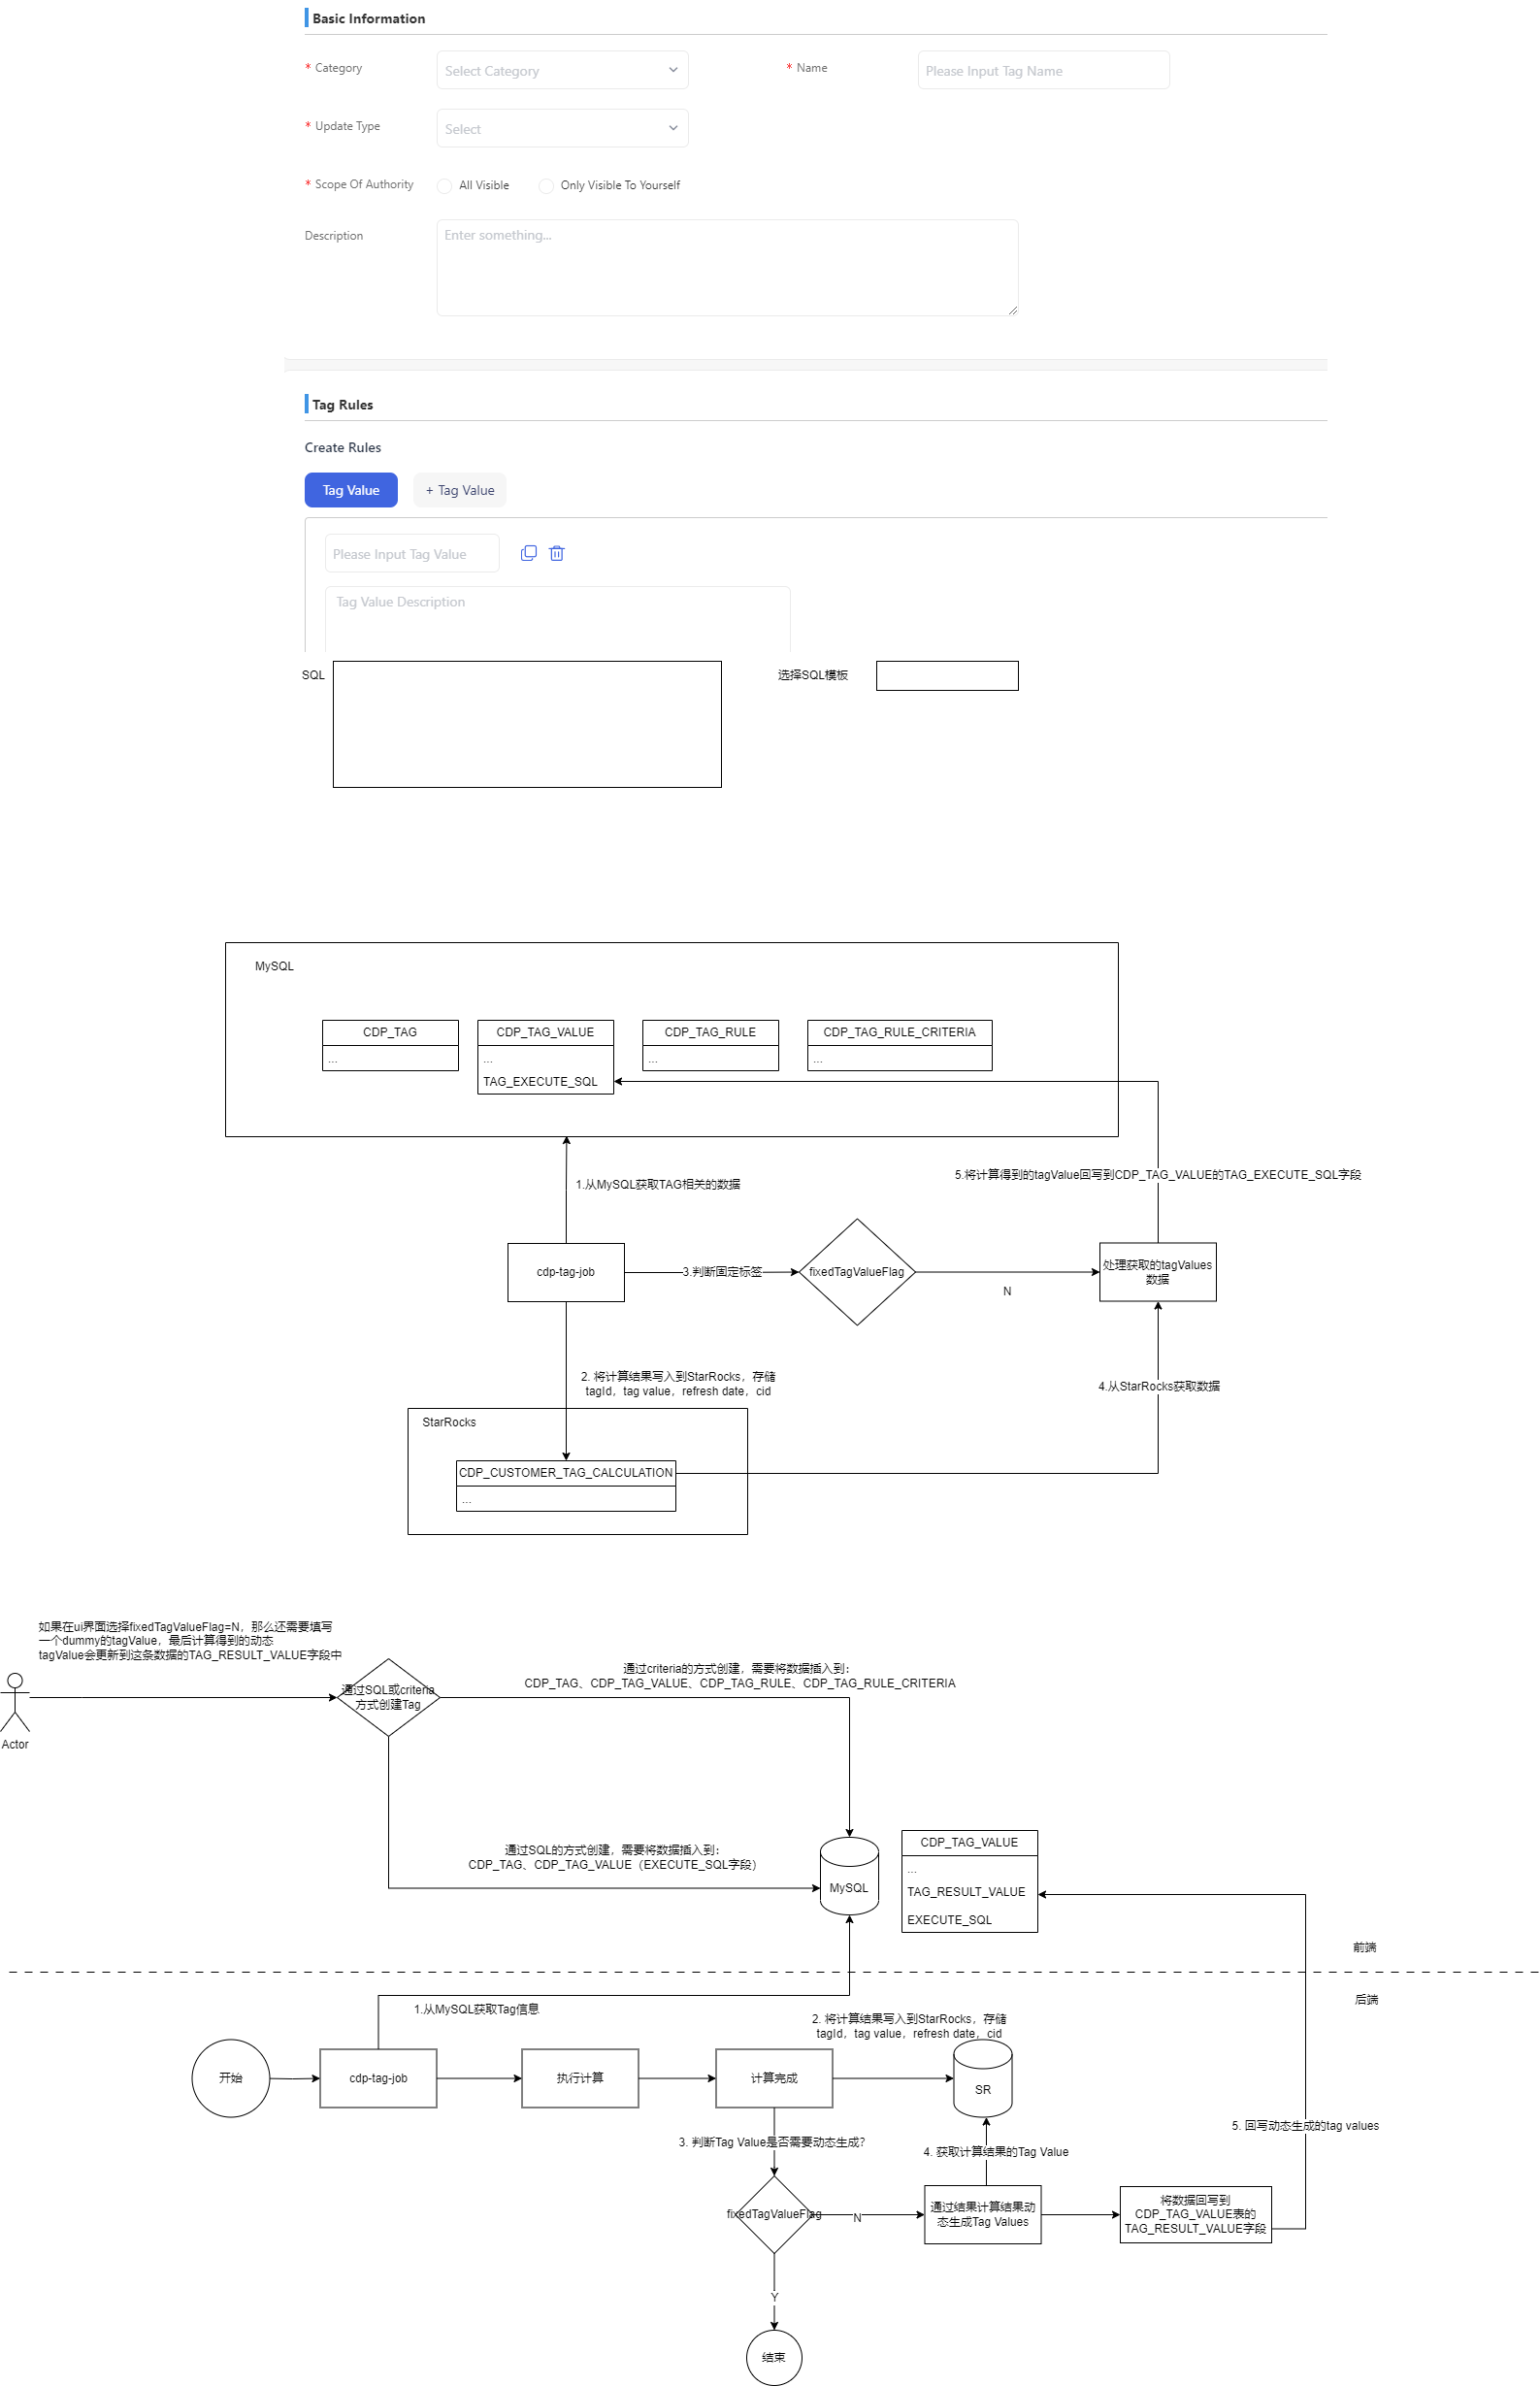 Basic Information
* Category
Select Category
* Name
Please Input Tag Name
* Update Type
Select
* Scope Of Authority
All Visible
Only Visible To Yourself
Description
Enter something...
Tag Rules
Create Rules
Tag Value
+ Tag Value
Please Input Tag Value
Tag Value Description
SQL
选择SQL模板
MySQL
CDP_TAG
...
CDP_TAG_VALUE
...
TAG_EXECUTE_SQL
CDP_TAG_RULE
...
CDP_TAG_RULE_CRITERIA
...
1.从MySQL获取TAG相关的数据
5.将计算得到的tagValue回写到CDP_TAG_VALUE的TAG_EXECUTE_SQL字段
cdp-tag-job
3.判断固定标签
fixedTagValueFlag
N
处理获取的tagValues
数据
2. 将计算结果写入到StarRocks，存储
tagId，tag value，refresh date，cid
4.从StarRocks获取数据
StarRocks
CDP_CUSTOMER_TAG_CALCULATION
...
如果在ui界面选择fixedTagValueFlag=N，那么还需要填写
一个dummy的tagValue，最后计算得到的动态
tagValue会更新到这条数据的TAG_RESULT_VALUE字段中
Actor
通过SQL或criteria
方式创建Tag
通过criteria的方式创建，需要将数据插入到：
CDP_TAG、CDP_TAG_VALUE、CDP_TAG_RULE、CDP_TAG_RULE_CRITERIA
通过SQL的方式创建，需要将数据插入到：
CDP_TAG、CDP_TAG_VALUE（EXECUTE_SQL字段）
MySQL
CDP_TAG_VALUE
...
TAG_RESULT_VALUE
EXECUTE_SQL
前端
后端
1.从MySQL获取Tag信息
开始
cdp-tag-job
执行计算
计算完成
2. 将计算结果写入到StarRocks，存储
tagId，tag value，refresh date，cid
SR
3. 判断Tag Value是否需要动态生成？
4. 获取计算结果的Tag Value
5. 回写动态生成的tag values
fixedTagValueFlag
N
通过结果计算结果动
态生成Tag Values
将数据回写到
CDP_TAG_VALUE表的
TAG_RESULT_VALUE字段
Y
结束